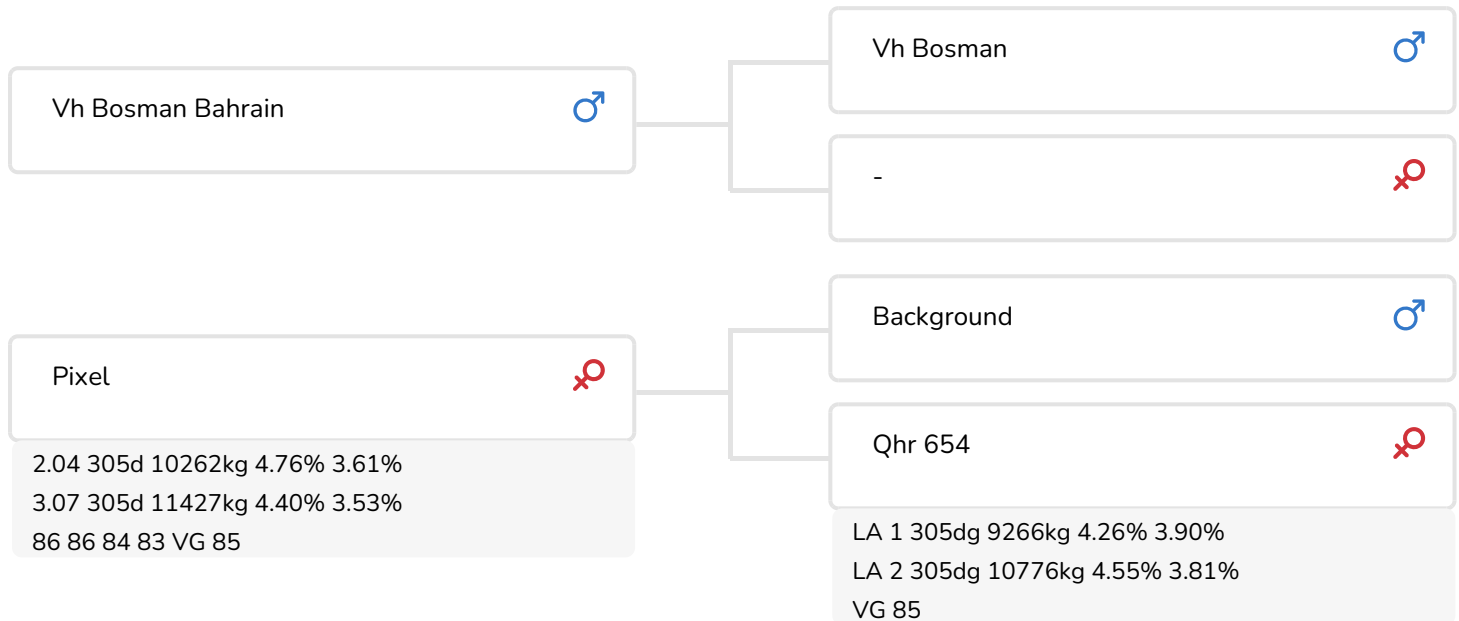 Vh Bosman Bahrain
Vh Bosman
-
Pixel
2.04 305d 10262kg 4.76% 3.61%
3.07 305d 11427kg 4.40% 3.53%
86 86 84 83 VG 85
Background
Qhr 654
LA 1 305dg 9266kg 4.26% 3.90%
LA 2 305dg 10776kg 4.55% 3.81%
VG 85